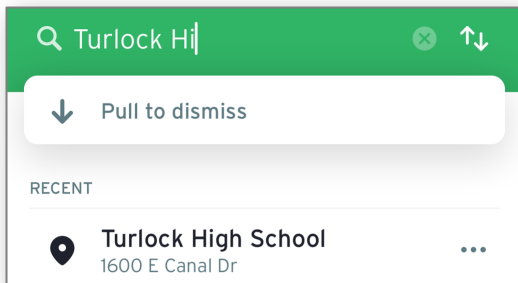 Turlock Hi
Pull to dismiss
RECENT
Turlock High School
1600 E Canal Dr